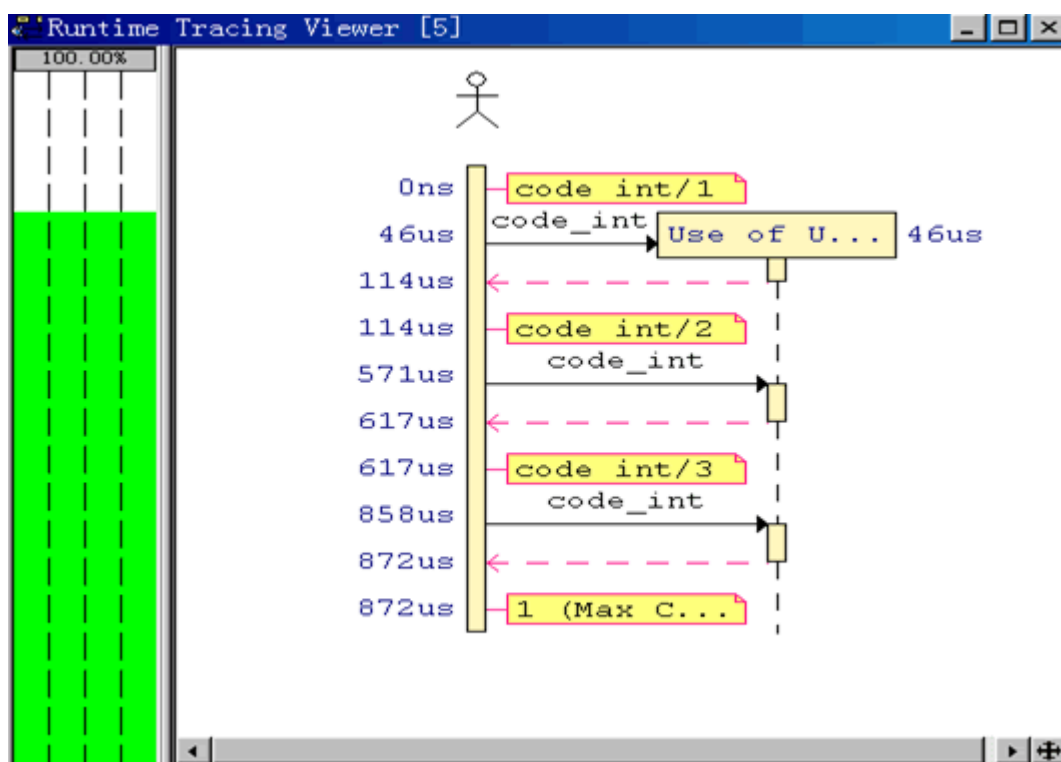 Runtime Tracing Viewer [5]
100.00%
0ns code int/1
code_int
46us Use of U... 46us
114us
114us code int/2
code_int
571us
617us
617us code int/3
code_int
858us
872us
872us 1 (Max C...